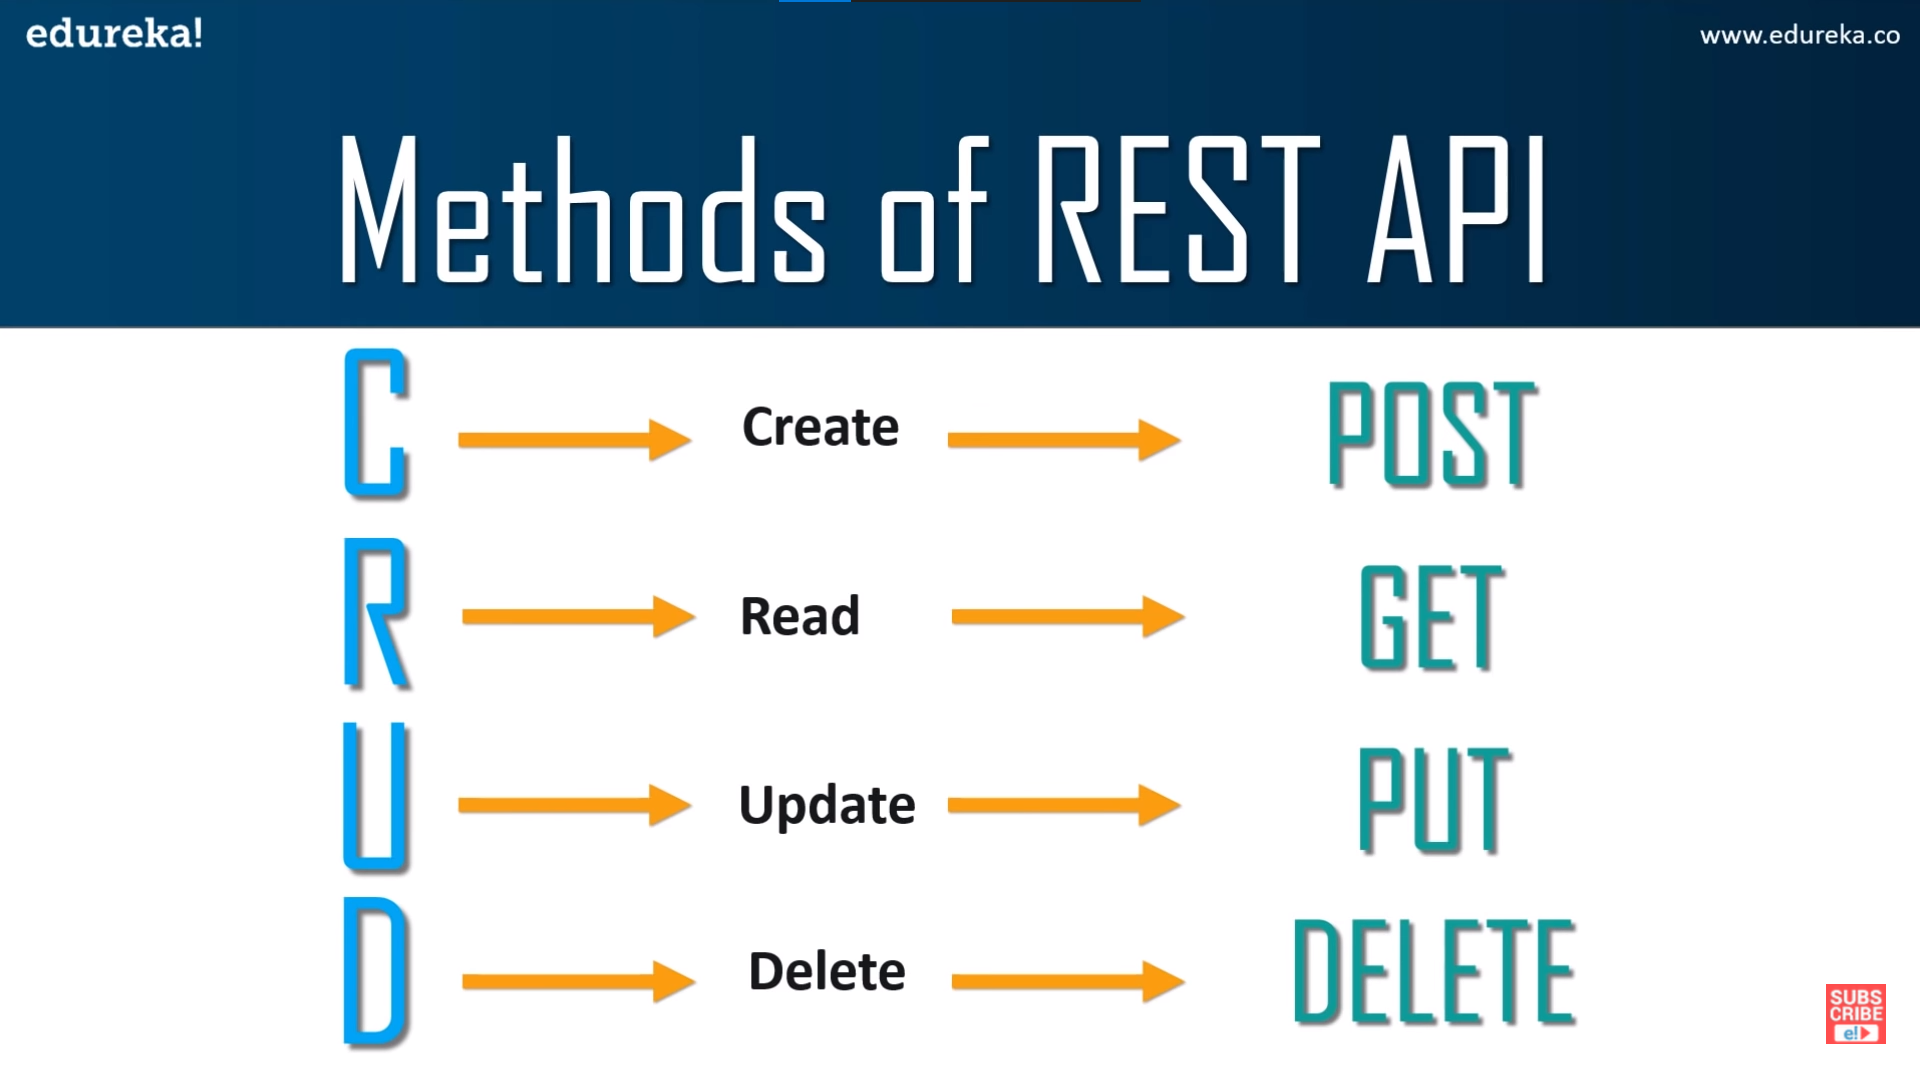 edureka!
www.edureka.co
Methods of REST API
C Create POST
R Read GET
U Update PUT
D Delete DELETE
SUBS
CRIBE
e!